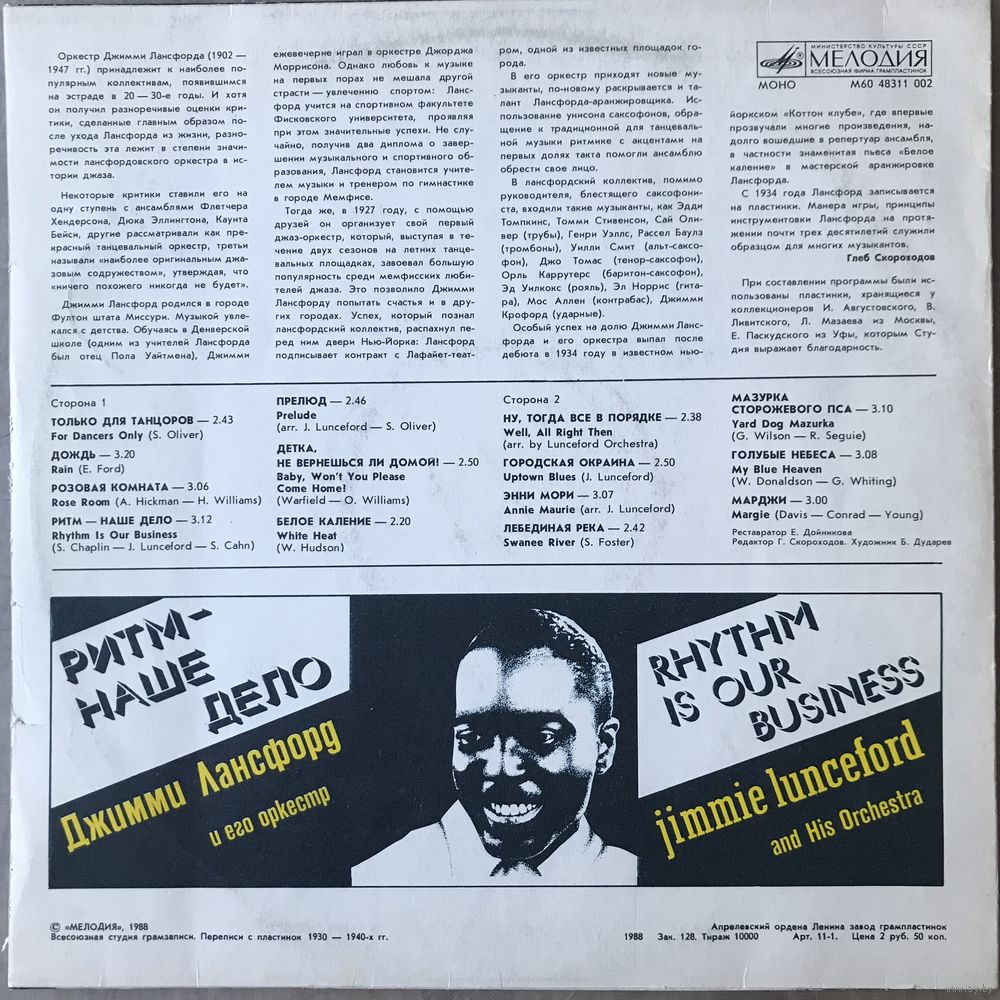 Оркестр Джимми Лансфорда (1902 —
1947 гг.) принадлежит к наиболее по-
пулярным коллективам, появившимся
на эстраде в 20 — 30-е годы. И хотя
он получил разноречивые оценки кри-
тики, сделанные главным образом по-
сле ухода Лансфорда из жизни, разно-
речивость эта лежит в степени значи-
мости лансфордовского оркестра в ис-
тории джаза.
Некоторые критики ставили его на
одну ступень с ансамблями Флетчера
Хендерсона, Дюка Эллингтона, Каунта
Бейси, другие рассматривали как пре-
красный танцевальный оркестр, третьи
называли «наиболее оригинальным джа-
зовым содружеством», утверждая, что
«ничего похожего никогда не будет».
Джимми Лансфорд родился в городе
Фултон штата Миссури. Музыкой увле-
кался с детства. Обучаясь в Денверской
школе (одним из учителей Лансфорда
был отец Пола Уайтмена), Джимми
ежевечерне играл в оркестре Джорджа
Моррисона. Однако любовь к музыке
на первых порах не мешала другой
страсти — увлечению спортом: Ланс-
форд учится на спортивном факультете
Фисковского университета, проявляя
при этом значительные успехи. Не слу-
чайно, получив два диплома о завер-
шении музыкального и спортивного об-
разования, Лансфорд становится учите-
лем музыки и тренером по гимнастике
в городе Мемфисе.
Тогда же, в 1927 году, с помощью
друзей он организует свой первый
джаз-оркестр, который, выступая в те-
чение двух сезонов на летних танце-
вальных площадках, завоевал большую
популярность среди мемфисских люби-
телей джаза. Это позволило Джимми
Лансфорду попытать счастья и в дру-
гих городах. Успех, который познал
лансфордский коллектив, распахнул пе-
ред ним двери Нью-Йорка: Лансфорд
подписывает контракт с Лафайет-теат-
ром, одной из известных площадок го-
рода.
В его оркестр приходят новые му-
зыканты, по-новому раскрывается и та-
лант Лансфорда-аранжировщика. Ис-
пользование унисона саксофонов, обра-
щение к традиционной для танцеваль-
ной музыки ритмике с акцентами на
первых долях такта помогли ансамблю
обрести свое лицо.
В лансфордский коллектив, помимо
руководителя, блестящего саксофони-
ста, входили такие музыканты, как Эдди
Томпкинс, Томми Стивенсон, Сай Оли-
вер (трубы), Генри Уэллс, Рассел Баулз
(тромбоны), Уилли Смит (альт-саксо-
фон), Джо Томас (тенор-саксофон),
Орль Каррутерс (баритон-саксофон),
Эд Уилкокс (рояль), Эл Норрис (гита-
ра), Мос Аллен (контрабас), Джимми
Крофорд (ударные).
Особый успех на долю Джимми Ланс-
форда и его оркестра выпал после
дебюта в 1934 году в известном нью-
МИНИСТЕРСТВО КУЛЬТУРЫ СССР
МЕЛОДИЯ
ВСЕСОЮЗНАЯ ФИРМА ГРАМПЛАСТИНОК
МОНО М60 48311 002
йоркском «Коттон клубе», где впервые
прозвучали многие произведения, на-
долго вошедшие в репертуар ансамбля,
в частности знаменитая пьеса «Белое
каление» в мастерской аранжировке
Лансфорда.
С 1934 года Лансфорд записывается
на пластинки. Манера игры, принципы
инструментовки Лансфорда на протя-
жении почти трех десятилетий служили
образцом для многих музыкантов.
Глеб Скороходов
При составлении программы были ис-
пользованы пластинки, хранящиеся у
коллекционеров И. Августовского, В.
Ливитского, Л. Мазаева из Москвы,
Е. Паскудского из Уфы, которым Сту-
дия выражает благодарность.
Сторона 1
ТОЛЬКО ДЛЯ ТАНЦОРОВ — 2.43
For Dancers Only (S. Oliver)
ДОЖДЬ — 3.20
Rain (E. Ford)
РОЗОВАЯ КОМНАТА — 3.06
Rose Room (A. Hickman — H. Williams)
РИТМ — НАШЕ ДЕЛО — 3.12
Rhythm Is Our Business
(S. Chaplin — J. Lunceford — S. Cahn)
ПРЕЛЮД — 2.46
Prelude
(arr. J. Lunceford — S. Oliver)
ДЕТКА,
НЕ ВЕРНЕШЬСЯ ЛИ ДОМОЙ! — 2.50
Baby, Won't You Please
Come Home!
(Warfield — O. Williams)
БЕЛОЕ КАЛЕНИЕ — 2.20
White Heat
(W. Hudson)
Сторона 2
НУ, ТОГДА ВСЕ В ПОРЯДКЕ — 2.38
Well, All Right Then
(arr. by Lunceford Orchestra)
ГОРОДСКАЯ ОКРАИНА — 2.50
Uptown Blues (J. Lunceford)
ЭННИ МОРИ — 3.07
Annie Maurie (arr. J. Lunceford)
ЛЕБЕДИНАЯ РЕКА — 2.42
Swanee River (S. Foster)
МАЗУРКА
СТОРОЖЕВОГО ПСА — 3.10
Yard Dog Mazurka
(G. Wilson — R. Seguie)
ГОЛУБЫЕ НЕБЕСА — 3.08
My Blue Heaven
(W. Donaldson — G. Whiting)
МАРДЖИ — 3.00
Margie (Davis — Conrad — Young)
Реставратор Е. Дойникова
Редактор Г. Скороходов. Художник Б. Дударев
РИТМ-
НАШЕ
ДЕЛО
Джимми Лансфорд
и его оркестр
RHYTHM
IS OUR
BUSINESS
jimmie lunceford
and His Orchestra
© «МЕЛОДИЯ», 1988
Всесоюзная студия грамзаписи. Переписи с пластинок 1930 — 1940-х гг.
Апрелевский ордена Ленина завод грампластинок
1988 Зак. 128. Тираж 10000 Арт. 11-1. Цена 2 руб. 50 коп.